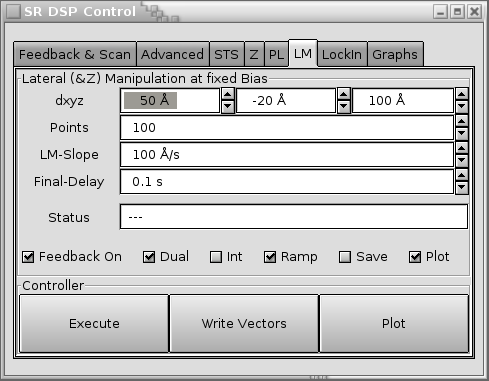 SR DSP Control
Feedback & Scan Advanced STS Z PL LM LockIn Graphs
Lateral (&Z) Manipulation at fixed Bias
dxyz 50 Å -20 Å 100 Å
Points 100
LM-Slope 100 Å/s
Final-Delay 0.1 s
Status ---
Feedback On Dual Int Ramp Save Plot
Controller
Execute Write Vectors Plot